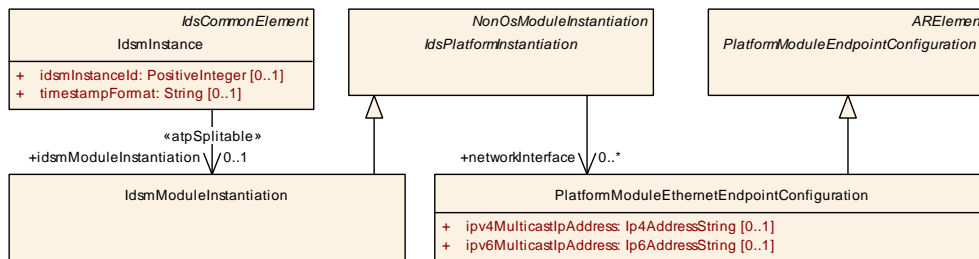 IdsCommonElement
IdsmInstance
+ idsmInstanceId: PositiveInteger [0..1]
+ timestampFormat: String [0..1]
NonOsModuleInstantiation
IdsPlatformInstantiation
ARElement
PlatformModuleEndpointConfiguration
«atpSplitable»
+idsmModuleInstantiation 0..1
+networkInterface 0..*
IdsmModuleInstantiation
PlatformModuleEthernetEndpointConfiguration
+ ipv4MulticastIpAddress: Ip4AddressString [0..1]
+ ipv6MulticastIpAddress: Ip6AddressString [0..1]